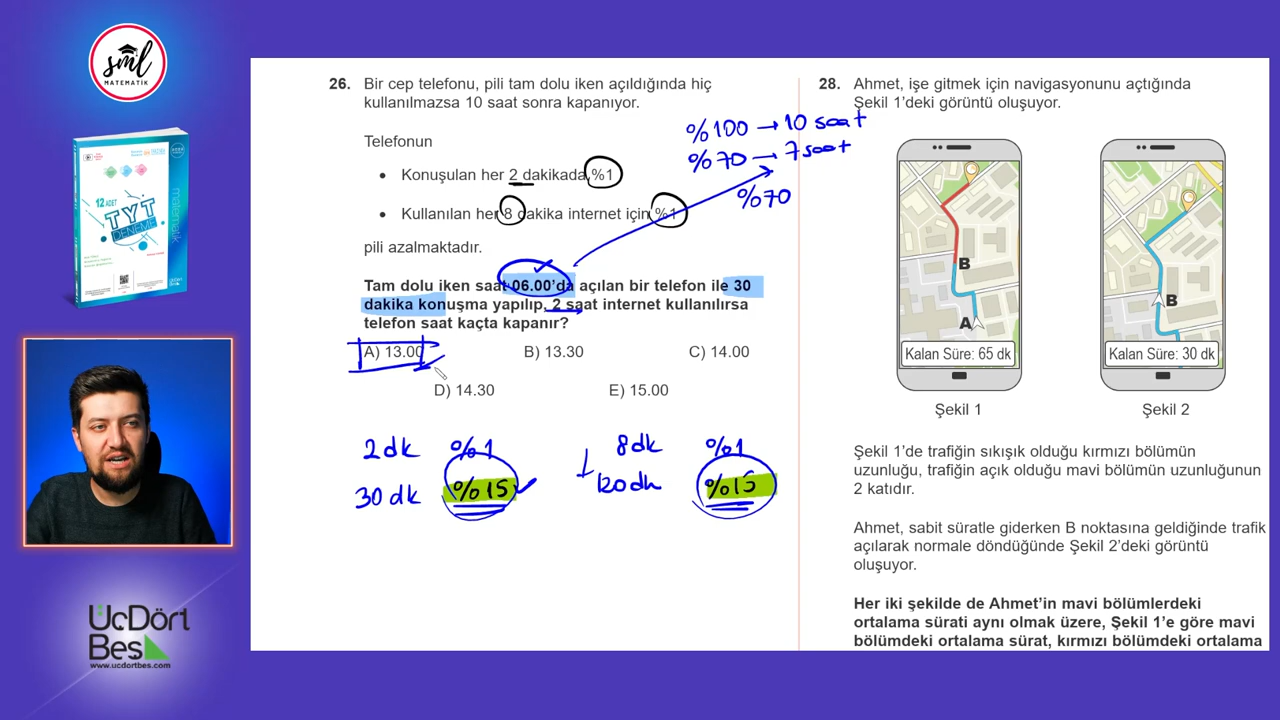 sml
MATEMATİK
12 ADET
TYT
DENEME
matematik
ÜcDört
Bes
www.ucdortbes.com
26. Bir cep telefonu, pili tam dolu iken açıldığında hiç
kullanılmazsa 10 saat sonra kapanıyor.
%100 → 10 saat
%70 → 7 saat
%70
Telefonun
• Konuşulan her 2 dakikada %1
• Kullanılan her 8 dakika internet için %1
pili azalmaktadır.
Tam dolu iken saat 06.00'da açılan bir telefon ile 30
dakika konuşma yapılıp, 2 saat internet kullanılırsa
telefon saat kaçta kapanır?
A) 13.00 B) 13.30 C) 14.00
D) 14.30 E) 15.00
2 dk %1 8dk %1
30 dk %15 120dk %15
28. Ahmet, işe gitmek için navigasyonunu açtığında
Şekil 1'deki görüntü oluşuyor.
B
A
B
Kalan Süre: 65 dk Kalan Süre: 30 dk
Şekil 1 Şekil 2
Şekil 1'de trafiğin sıkışık olduğu kırmızı bölümün
uzunluğu, trafiğin açık olduğu mavi bölümün uzunluğunun
2 katıdır.
Ahmet, sabit süratle giderken B noktasına geldiğinde trafik
açılarak normale döndüğünde Şekil 2'deki görüntü
oluşuyor.
Her iki şekilde de Ahmet'in mavi bölümlerdeki
ortalama sürati aynı olmak üzere, Şekil 1'e göre mavi
bölümdeki ortalama sürat, kırmızı bölümdeki ortalama